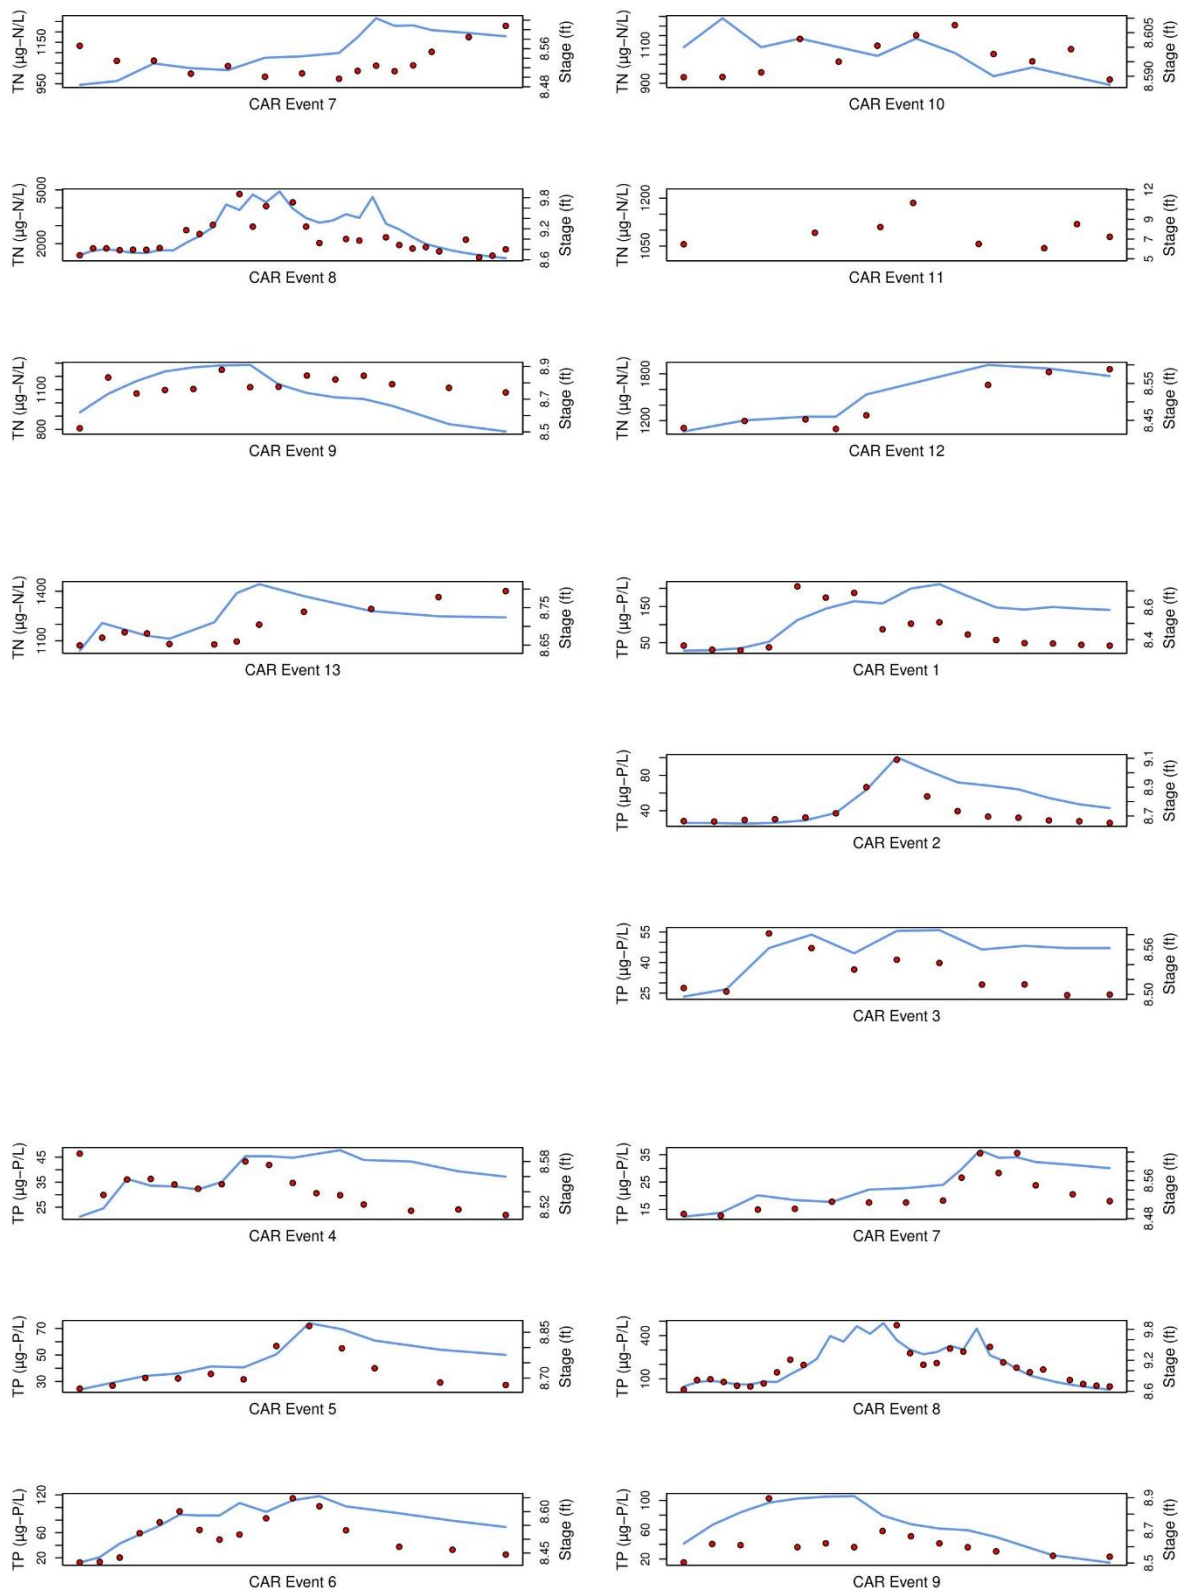 TN (µg−N/L)
950 1150
8.48 8.56
Stage (ft)
CAR Event 7
TN (µg−N/L)
900 1100
8.590 8.605
Stage (ft)
CAR Event 10
TN (µg−N/L)
2000 5000
8.6 9.2 9.8
Stage (ft)
CAR Event 8
TN (µg−N/L)
1050 1200
5 7 9 12
Stage (ft)
CAR Event 11
TN (µg−N/L)
800 1100
8.5 8.7 8.9
Stage (ft)
CAR Event 9
TN (µg−N/L)
1200 1800
8.45 8.55
Stage (ft)
CAR Event 12
TN (µg−N/L)
1100 1400
8.65 8.75
Stage (ft)
CAR Event 13
TP (µg−P/L)
50 150
8.4 8.6
Stage (ft)
CAR Event 1
TP (µg−P/L)
40 80
8.7 8.9 9.1
Stage (ft)
CAR Event 2
TP (µg−P/L)
25 40 55
8.50 8.56
Stage (ft)
CAR Event 3
TP (µg−P/L)
25 35 45
8.52 8.58
Stage (ft)
CAR Event 4
TP (µg−P/L)
15 25 35
8.48 8.56
Stage (ft)
CAR Event 7
TP (µg−P/L)
30 50 70
8.70 8.85
Stage (ft)
CAR Event 5
TP (µg−P/L)
100 400
8.6 9.2 9.8
Stage (ft)
CAR Event 8
TP (µg−P/L)
20 60 120
8.45 8.60
Stage (ft)
CAR Event 6
TP (µg−P/L)
20 60 100
8.5 8.7 8.9
Stage (ft)
CAR Event 9